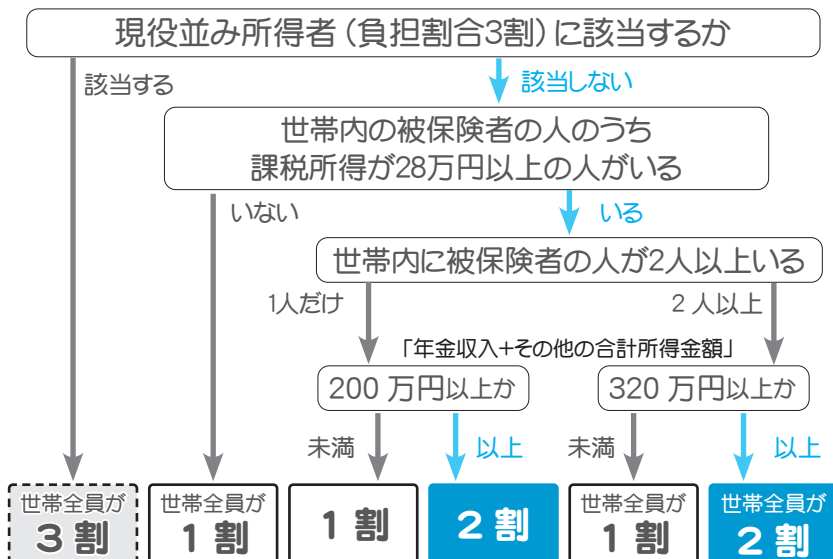 現役並み所得者(負担割合3割)に該当するか
該当する
該当しない
世帯内の被保険者の人のうち
課税所得が28万円以上の人がいる
いない
いる
世帯内に被保険者の人が2人以上いる
1人だけ
2人以上
「年金収入+その他の合計所得金額」
200万円以上か
320万円以上か
未満
以上
未満
以上
世帯全員が
3割
世帯全員が
1割
1割
2割
世帯全員が
1割
世帯全員が
2割